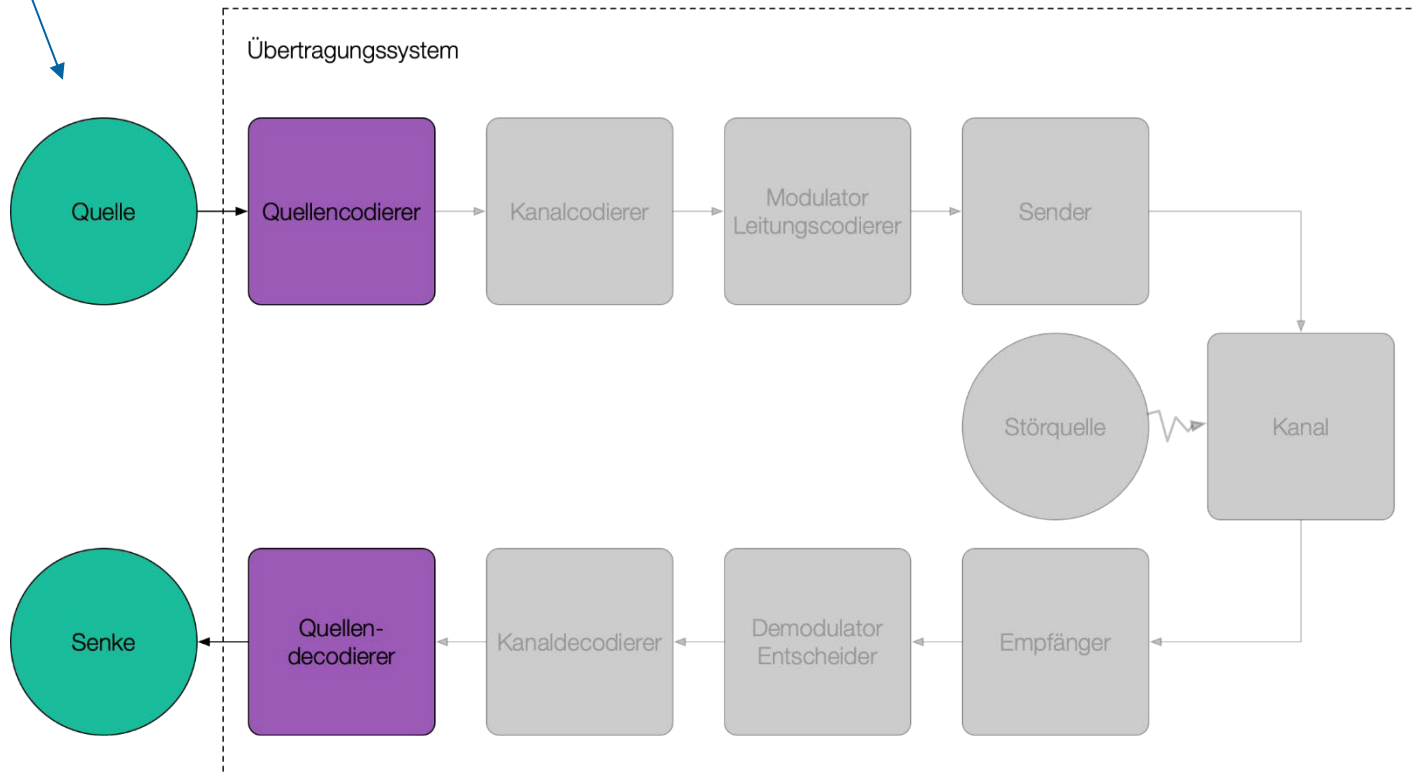 Übertragungssystem
Quelle
Quellencodierer
Kanalcodierer
Modulator
Leitungscodierer
Sender
Störquelle
Kanal
Senke
Quellen-
decodierer
Kanaldecodierer
Demodulator
Entscheider
Empfänger